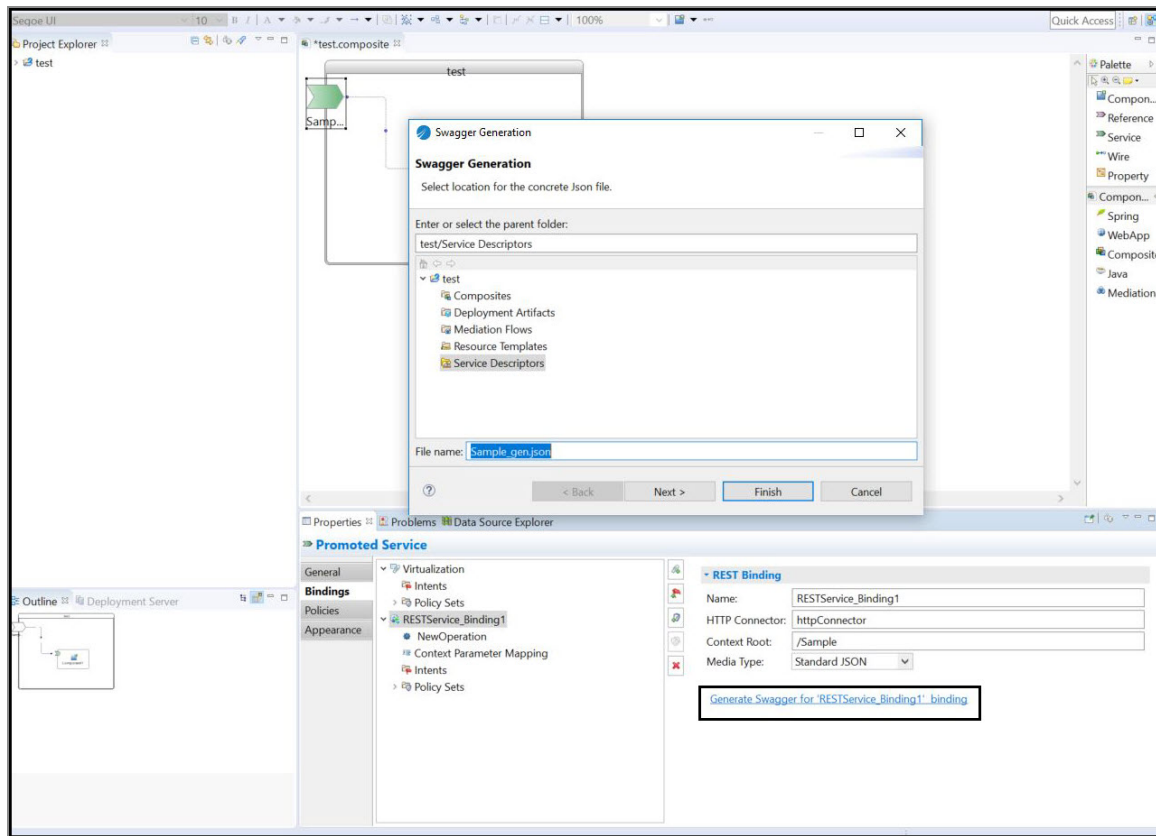 Segoe UI 10 B I A 100% Quick Access
Project Explorer
test
*test.composite
test
Samp...
Palette
Compon...
Reference
Service
Wire
Property
Compon...
Spring
WebApp
Composite
Java
Mediation
Swagger Generation
Swagger Generation
Select location for the concrete Json file.
Enter or select the parent folder:
test/Service Descriptors
test
Composites
Deployment Artifacts
Mediation Flows
Resource Templates
Service Descriptors
File name: Sample_gen.json
< Back Next > Finish Cancel
Properties Problems Data Source Explorer
Promoted Service
General
Bindings
Policies
Appearance
Virtualization
Intents
Policy Sets
RESTService_Binding1
NewOperation
Context Parameter Mapping
Intents
Policy Sets
REST Binding
Name: RESTService_Binding1
HTTP Connector: httpConnector
Context Root: /Sample
Media Type: Standard JSON
Generate Swagger for 'RESTService_Binding1' binding
Outline Deployment Server